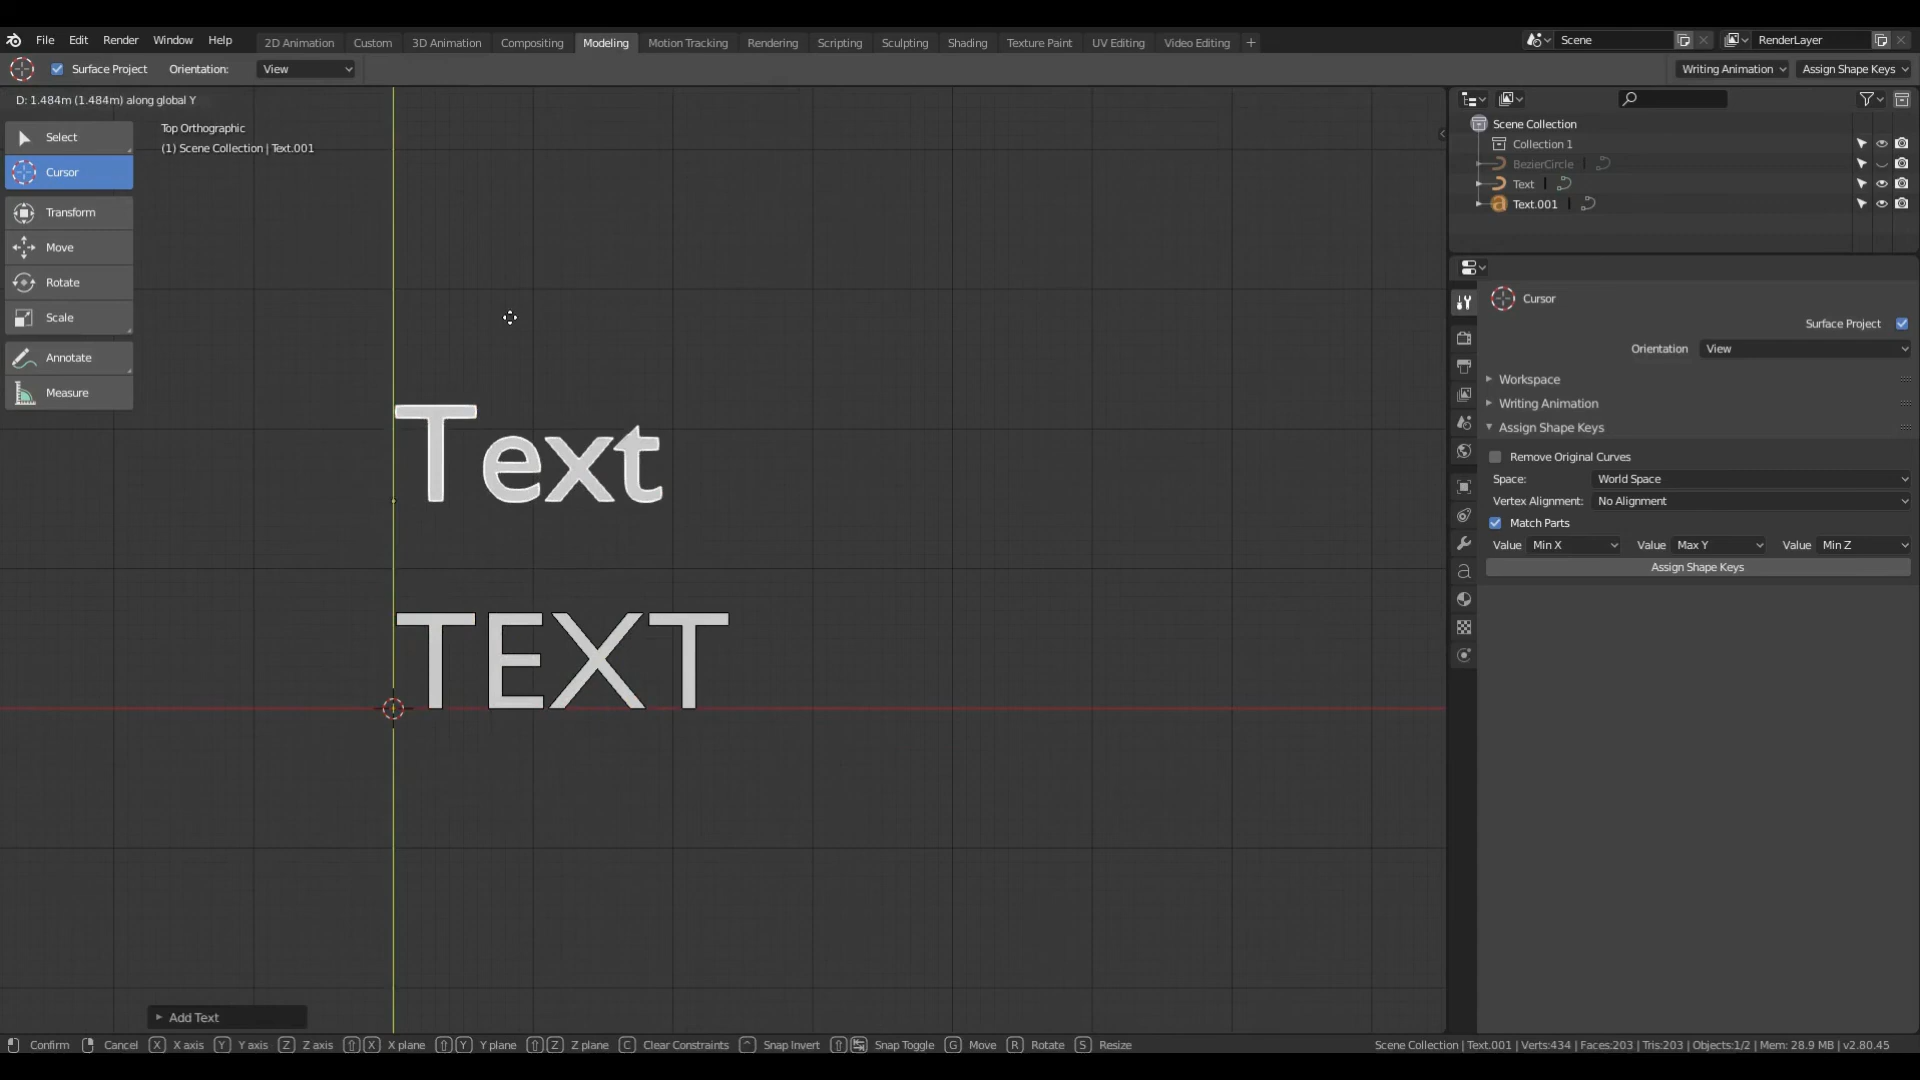 File Edit Render Window Help 2D Animation Custom 3D Animation Compositing Modeling Motion Tracking Rendering Scripting Sculpting Shading Texture Paint UV Editing Video Editing + Scene RenderLayer
Surface Project Orientation: View Writing Animation Assign Shape Keys
D: 1.484m (1.484m) along global Y
Top Orthographic
(1) Scene Collection | Text.001
Select
Cursor
Transform
Move
Rotate
Scale
Annotate
Measure
Text
TEXT
Add Text
Scene Collection
Collection 1
BezierCircle
Text
Text.001
Cursor
Surface Project
Orientation View
Workspace
Writing Animation
Assign Shape Keys
Remove Original Curves
Space: World Space
Vertex Alignment: No Alignment
Match Parts
Value Min X Value Max Y Value Min Z
Assign Shape Keys
Confirm Cancel X X axis Y Y axis Z Z axis X X plane Y Y plane Z Z plane C Clear Constraints Snap Invert Snap Toggle G Move R Rotate S Resize Scene Collection | Text.001 | Verts:434 | Faces:203 | Tris:203 | Objects:1/2 | Mem: 28.9 MB | v2.80.45